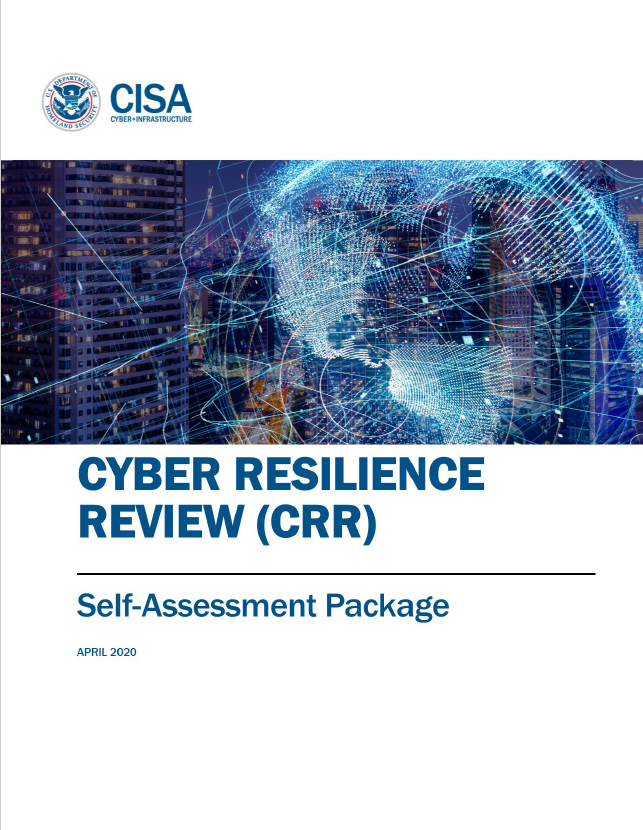 U.S. DEPARTMENT OF
HOMELAND SECURITY
CISA
CYBER+INFRASTRUCTURE
CYBER RESILIENCE
REVIEW (CRR)
Self-Assessment Package
APRIL 2020